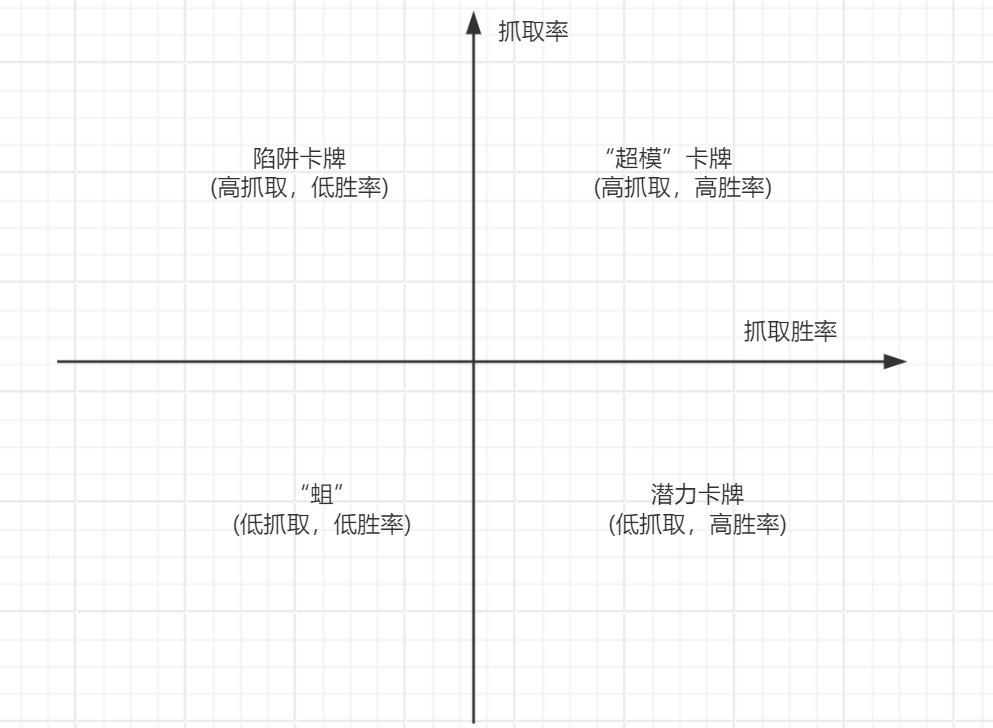 抓取率
陷阱卡牌
(高抓取，低胜率)
“超模”卡牌
(高抓取，高胜率)
抓取胜率
“蛆”
(低抓取，低胜率)
潜力卡牌
(低抓取，高胜率)